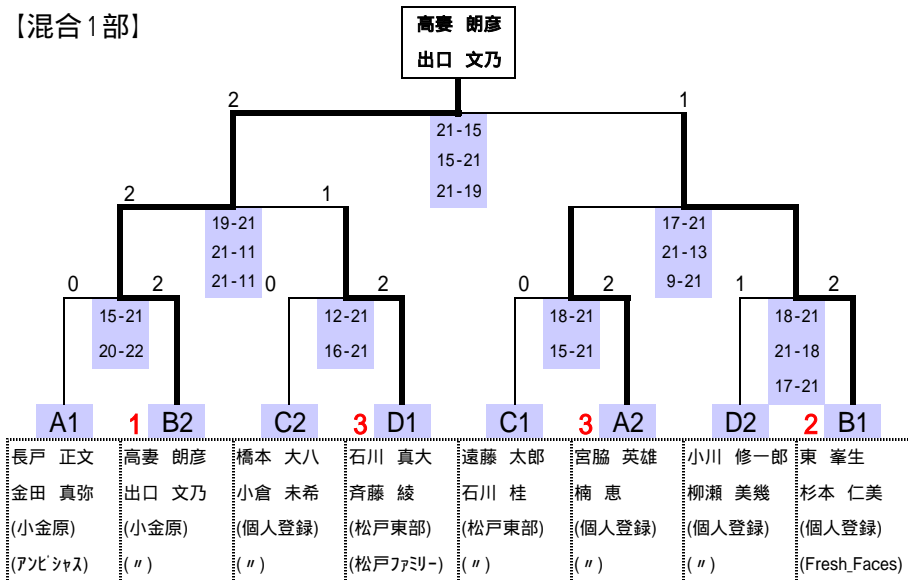 【混合1部】
高妻 朗彦
出口 文乃
2
1
21-15
15-21
21-19
2
1
19-21
21-11
21-11
17-21
21-13
9-21
0
2
0
2
0
2
1
2
15-21
20-22
12-21
16-21
18-21
15-21
18-21
21-18
17-21
A1
1
B2
C2
3
D1
C1
3
A2
D2
2
B1
長戸 正文
金田 真弥
(小金原)
(アンビシャス)
高妻 朗彦
出口 文乃
(小金原)
(〃)
橋本 大八
小倉 未希
(個人登録)
(〃)
石川 真大
斉藤 綾
(松戸東部)
(松戸ファミリー)
遠藤 太郎
石川 桂
(松戸東部)
(〃)
宮脇 英雄
楠 恵
(個人登録)
(〃)
小川 修一郎
柳瀬 美幾
(個人登録)
(〃)
東 峯生
杉本 仁美
(個人登録)
(Fresh_Faces)